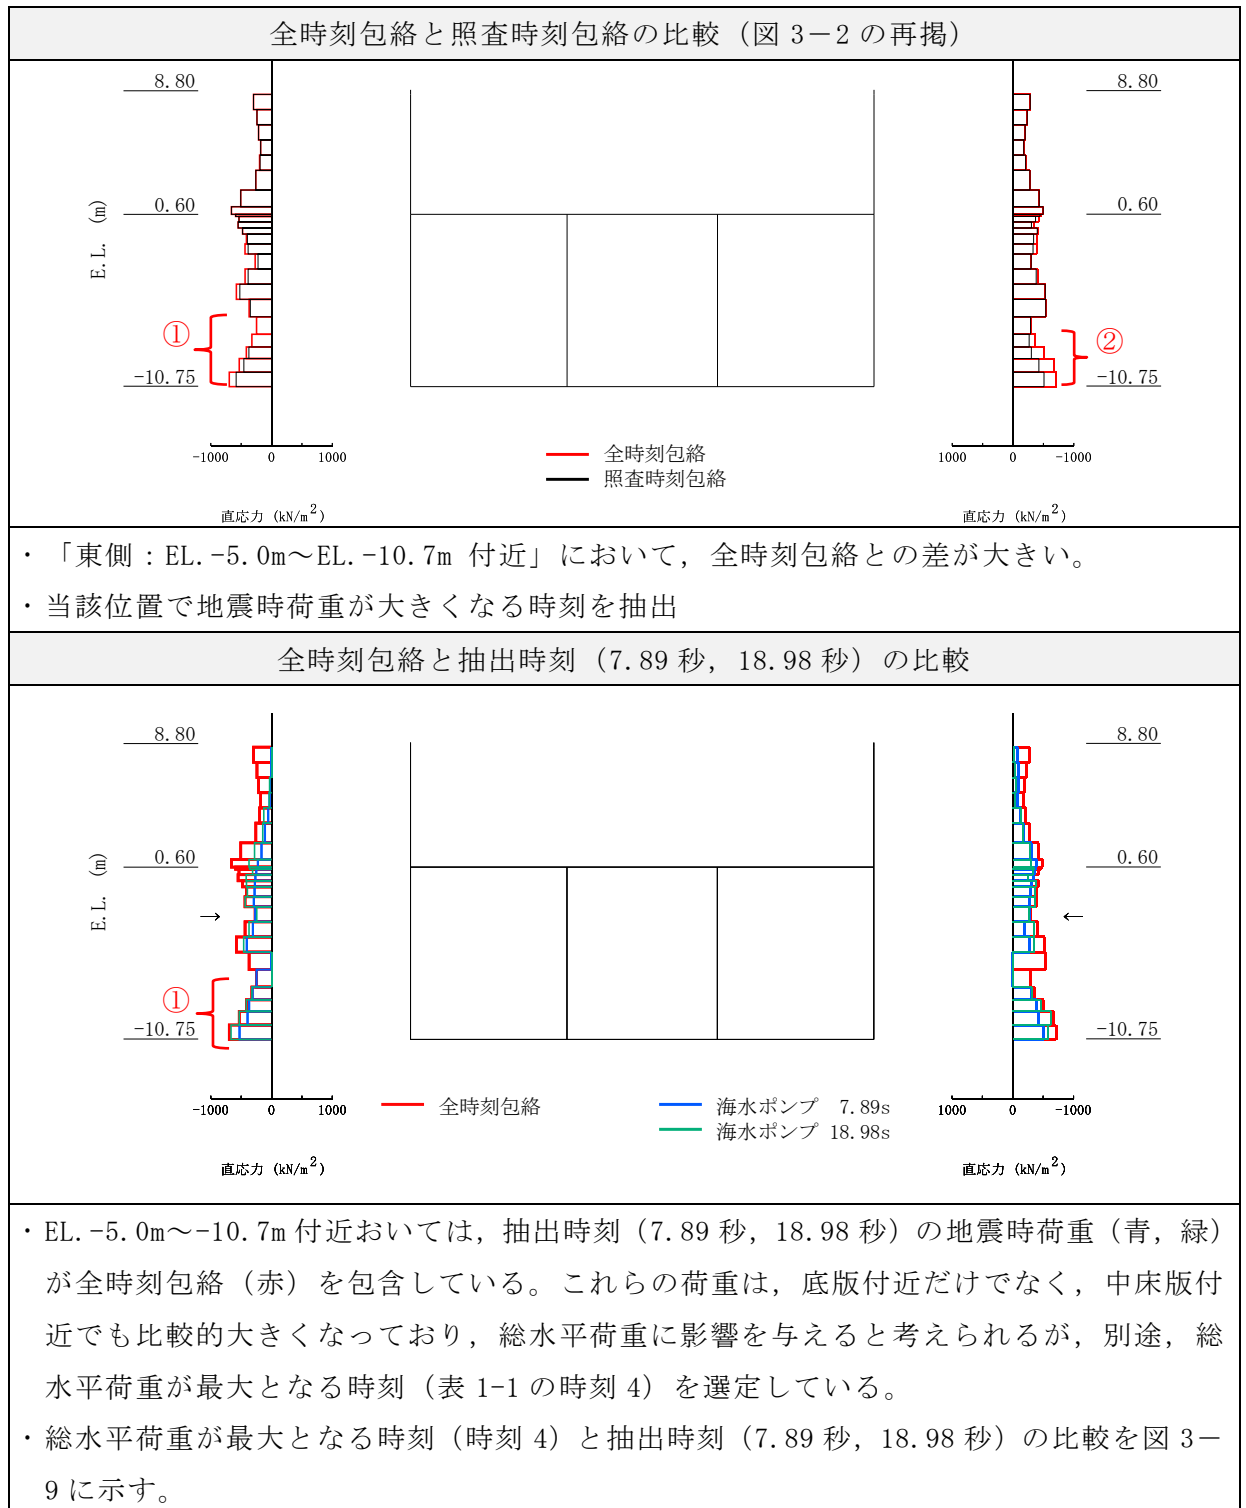 全時刻包絡と照査時刻包絡の比較（図 3－2 の再掲）
8.80
8.80
0.60
0.60
E.L. (m)
①
②
-10.75
-10.75
-1000 0 1000
1000 0 -1000
全時刻包絡
照査時刻包絡
直応力 (kN/m2)
直応力 (kN/m2)
・「東側：EL.-5.0m～EL.-10.7m 付近」において，全時刻包絡との差が大きい。
・当該位置で地震時荷重が大きくなる時刻を抽出
全時刻包絡と抽出時刻（7.89 秒，18.98 秒）の比較
8.80
8.80
0.60
0.60
E.L. (m)
→
←
①
-10.75
-10.75
-1000 0 1000
1000 0 -1000
全時刻包絡
海水ポンプ 7.89s
海水ポンプ 18.98s
直応力 (kN/m2)
直応力 (kN/m2)
・EL.-5.0m～-10.7m 付近おいては，抽出時刻（7.89 秒，18.98 秒）の地震時荷重（青，緑）
が全時刻包絡（赤）を包含している。これらの荷重は，底版付近だけでなく，中床版付
近でも比較的大きくなっており，総水平荷重に影響を与えると考えられるが，別途，総
水平荷重が最大となる時刻（表 1-1 の時刻 4）を選定している。
・総水平荷重が最大となる時刻（時刻 4）と抽出時刻（7.89 秒，18.98 秒）の比較を図 3－
9 に示す。